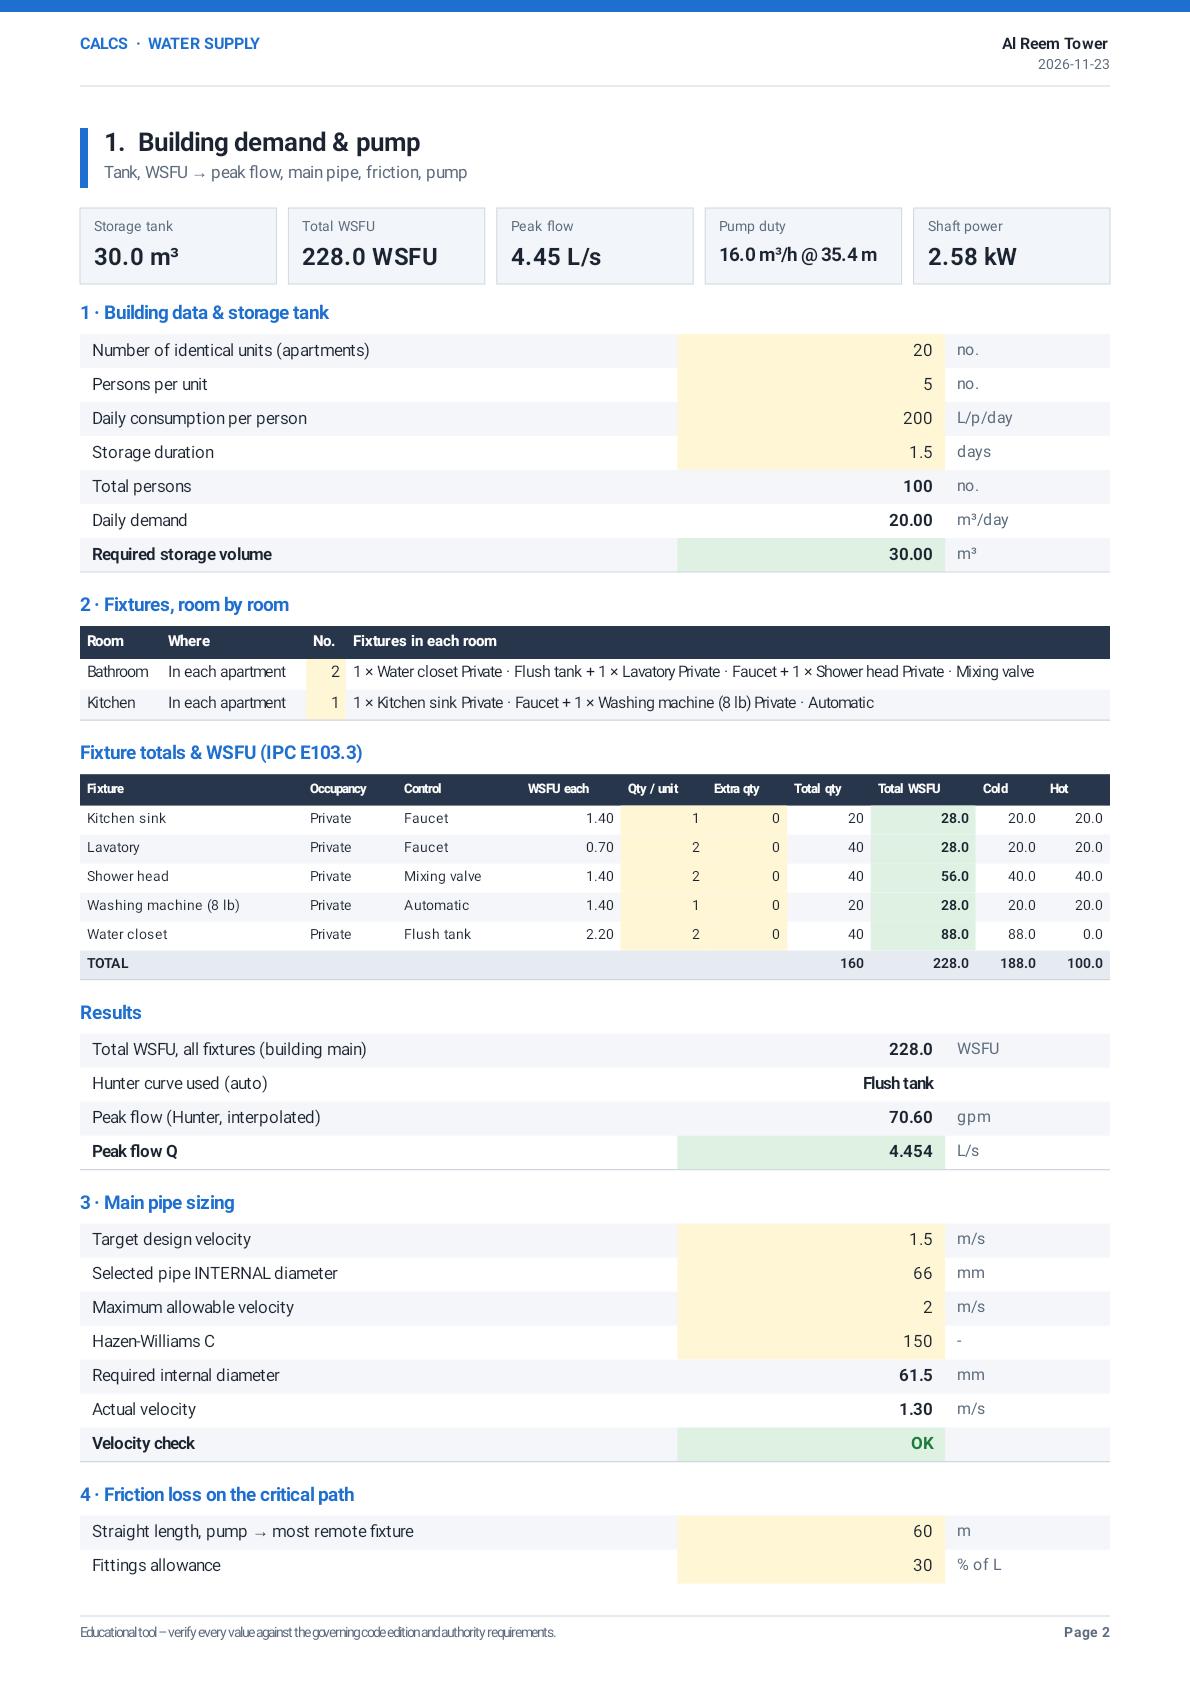 CALCS · WATER SUPPLY
Al Reem Tower
2026-11-23
1. Building demand & pump
Tank, WSFU → peak flow, main pipe, friction, pump
Storage tank
30.0 m³
Total WSFU
228.0 WSFU
Peak flow
4.45 L/s
Pump duty
16.0 m³/h @ 35.4 m
Shaft power
2.58 kW
1 · Building data & storage tank
Number of identical units (apartments) 20 no.
Persons per unit 5 no.
Daily consumption per person 200 L/p/day
Storage duration 1.5 days
Total persons 100 no.
Daily demand 20.00 m³/day
Required storage volume 30.00 m³
2 · Fixtures, room by room
Room Where No. Fixtures in each room
Bathroom In each apartment 2 1 × Water closet Private · Flush tank + 1 × Lavatory Private · Faucet + 1 × Shower head Private · Mixing valve
Kitchen In each apartment 1 1 × Kitchen sink Private · Faucet + 1 × Washing machine (8 lb) Private · Automatic
Fixture totals & WSFU (IPC E103.3)
Fixture Occupancy Control WSFU each Qty / unit Extra qty Total qty Total WSFU Cold Hot
Kitchen sink Private Faucet 1.40 1 0 20 28.0 20.0 20.0
Lavatory Private Faucet 0.70 2 0 40 28.0 20.0 20.0
Shower head Private Mixing valve 1.40 2 0 40 56.0 40.0 40.0
Washing machine (8 lb) Private Automatic 1.40 1 0 20 28.0 20.0 20.0
Water closet Private Flush tank 2.20 2 0 40 88.0 88.0 0.0
TOTAL 160 228.0 188.0 100.0
Results
Total WSFU, all fixtures (building main) 228.0 WSFU
Hunter curve used (auto) Flush tank
Peak flow (Hunter, interpolated) 70.60 gpm
Peak flow Q 4.454 L/s
3 · Main pipe sizing
Target design velocity 1.5 m/s
Selected pipe INTERNAL diameter 66 mm
Maximum allowable velocity 2 m/s
Hazen-Williams C 150 -
Required internal diameter 61.5 mm
Actual velocity 1.30 m/s
Velocity check OK
4 · Friction loss on the critical path
Straight length, pump → most remote fixture 60 m
Fittings allowance 30 % of L
Educational tool – verify every value against the governing code edition and authority requirements.
Page 2